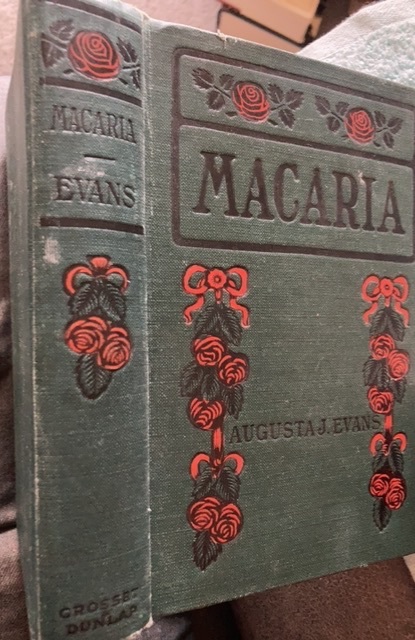 MACARIA
EVANS
GROSSET
& DUNLAP
MACARIA
AUGUSTA J. EVANS